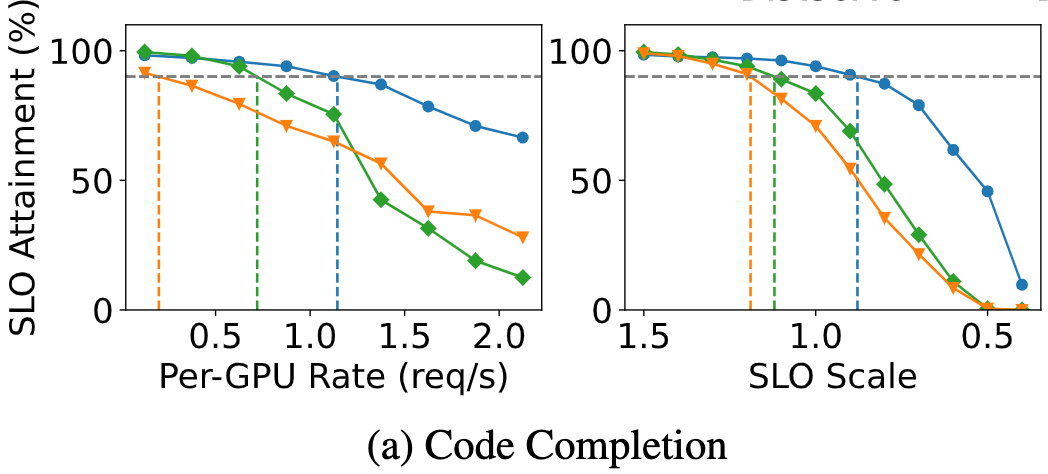 SLO Attainment (%)
100
50
0
0.5 1.0 1.5 2.0
Per-GPU Rate (req/s)
100
50
0
1.5 1.0 0.5
SLO Scale
(a) Code Completion